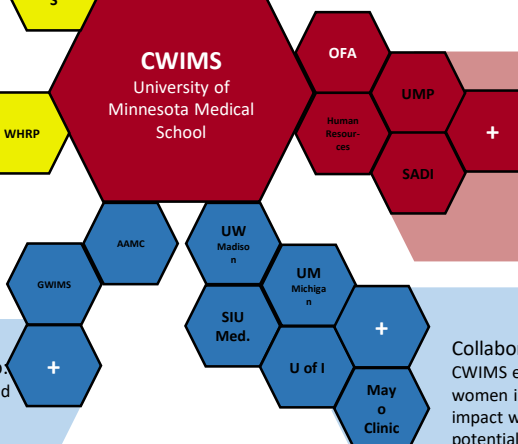 S
CWIMS
University of
Minnesota Medical
School
OFA
UMP
Human
Resour-
ces
+
WHRP
SADI
AAMC
UW
Madiso
n
GWIMS
UM
Michiga
n
SIU
Med.
+
+
U of I
May
o
Clinic
Collabor
CWIMS e
women i
impact w
potential